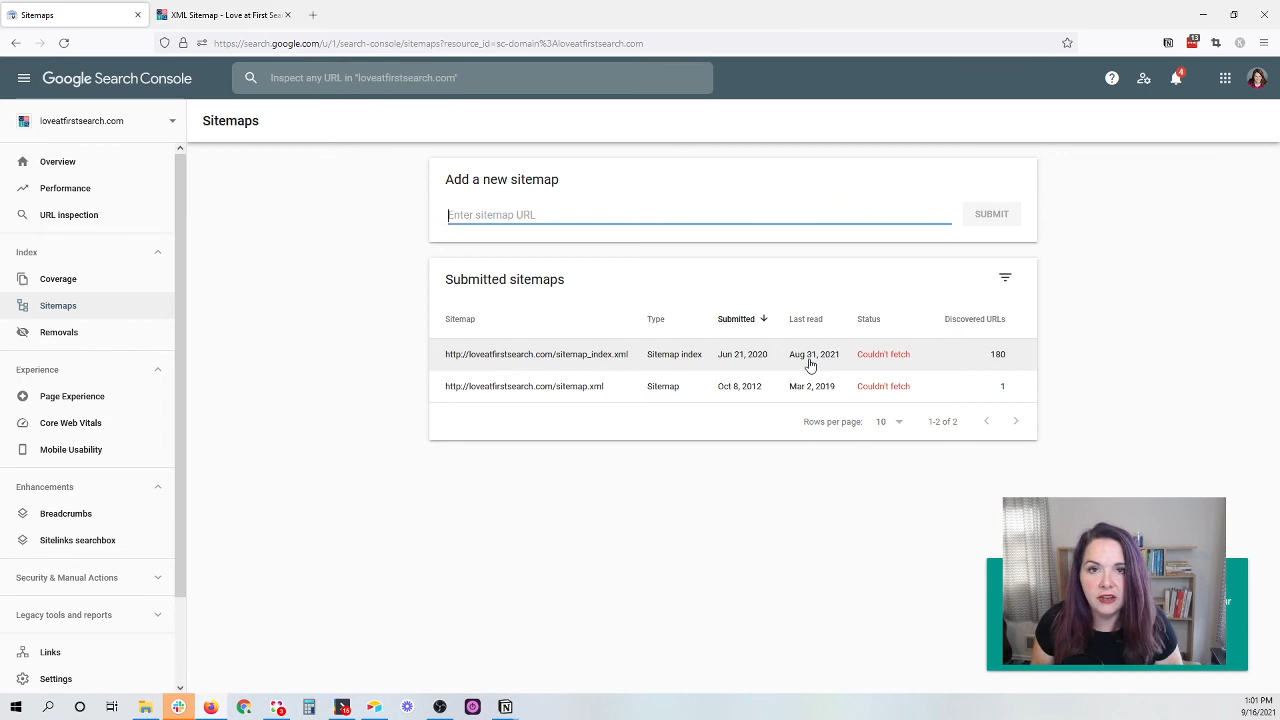 Sitemaps
XML Sitemap - Love at First Sea
https://search.google.com/u/1/search-console/sitemaps?resource_id=sc-domain%3Aloveatfirstsearch.com
13
Google Search Console
Inspect any URL in "loveatfirstsearch.com"
4
loveatfirstsearch.com
Sitemaps
Overview
Performance
URL inspection
Index
Coverage
Sitemaps
Removals
Experience
Page Experience
Core Web Vitals
Mobile Usability
Enhancements
Breadcrumbs
Sitelinks searchbox
Security & Manual Actions
Legacy tools and reports
Links
Settings
Add a new sitemap
Enter sitemap URL
SUBMIT
Submitted sitemaps
Sitemap Type Submitted Last read Status Discovered URLs
http://loveatfirstsearch.com/sitemap_index.xml Sitemap index Jun 21, 2020 Aug 31, 2021 Couldn't fetch 180
http://loveatfirstsearch.com/sitemap.xml Sitemap Oct 8, 2012 Mar 2, 2019 Couldn't fetch 1
Rows per page: 10 1-2 of 2
1:01 PM
9/16/2021